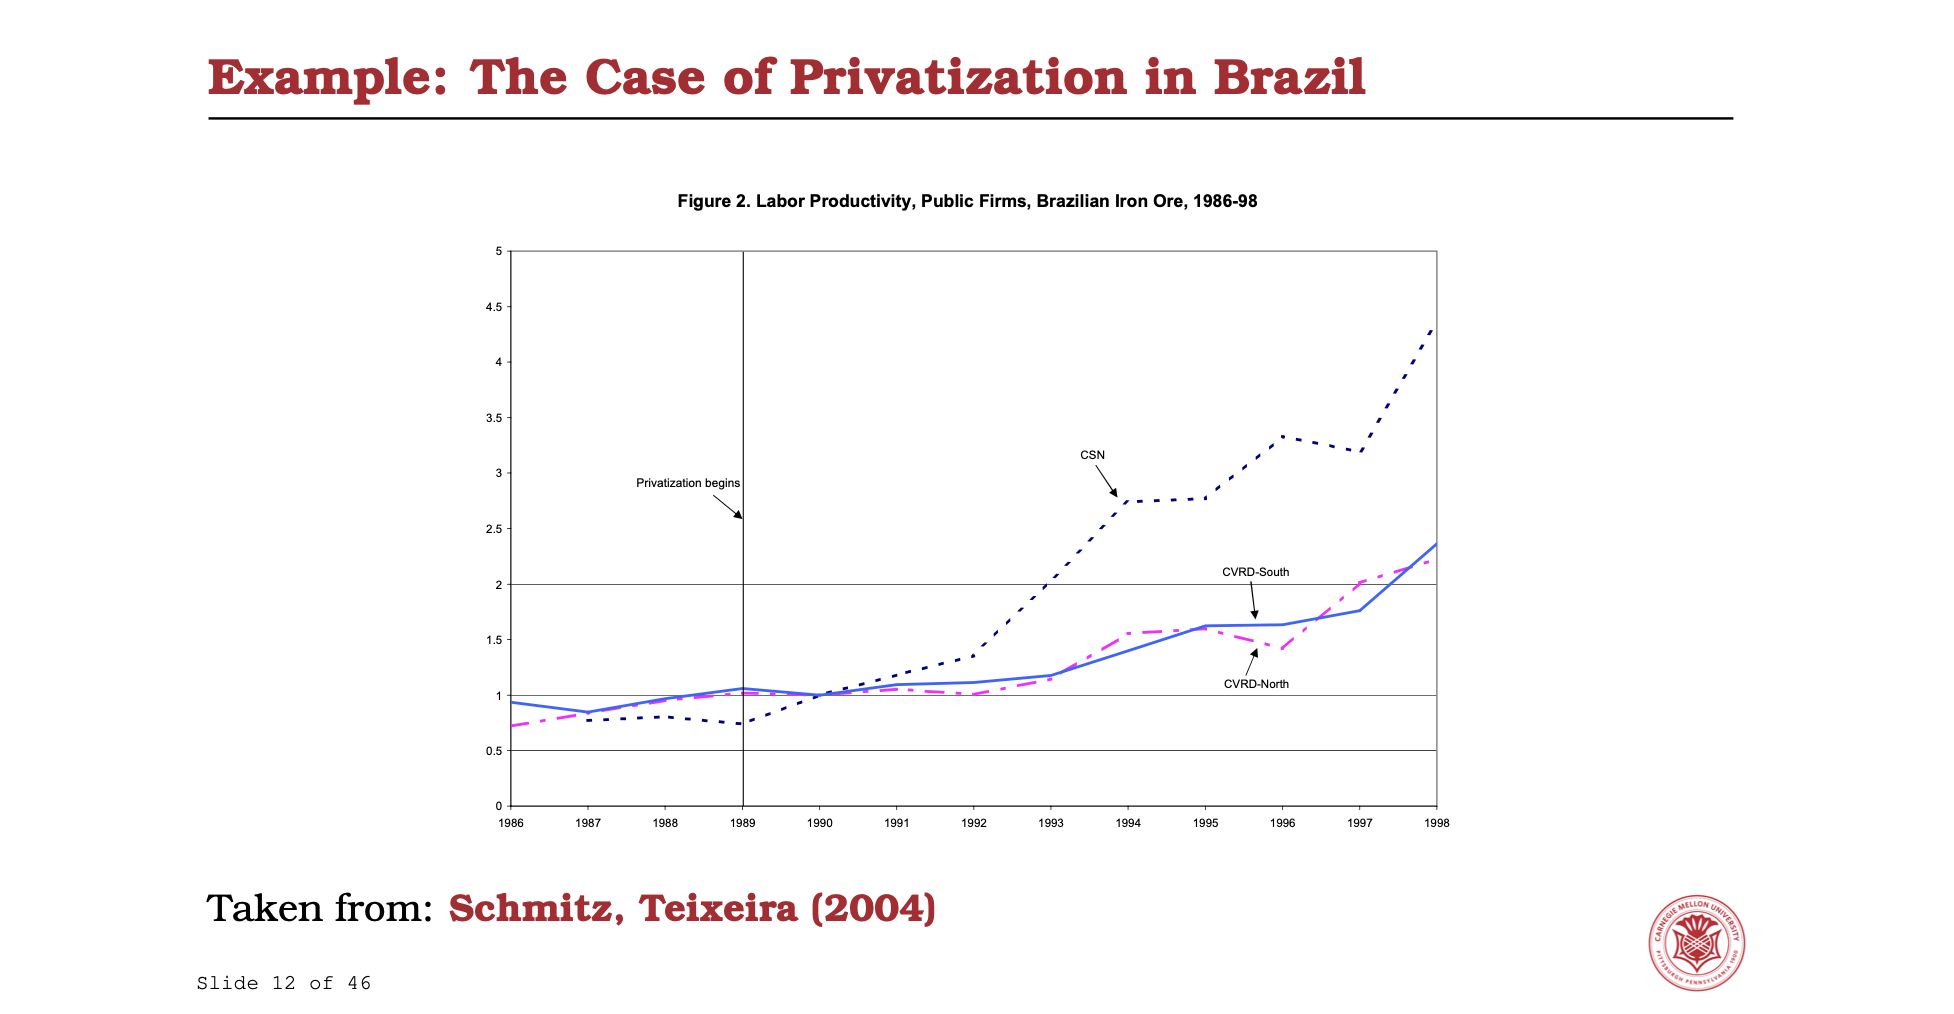 Example: The Case of Privatization in Brazil
Figure 2. Labor Productivity, Public Firms, Brazilian Iron Ore, 1986-98
5
4.5
4
3.5
3
2.5
2
1.5
1
0.5
0
Privatization begins
CSN
CVRD-South
CVRD-North
1986 1987 1988 1989 1990 1991 1992 1993 1994 1995 1996 1997 1998
Taken from: Schmitz, Teixeira (2004)
CARNEGIE MELLON UNIVERSITY
PITTSBURGH PENNSYLVANIA 1900
Slide 12 of 46